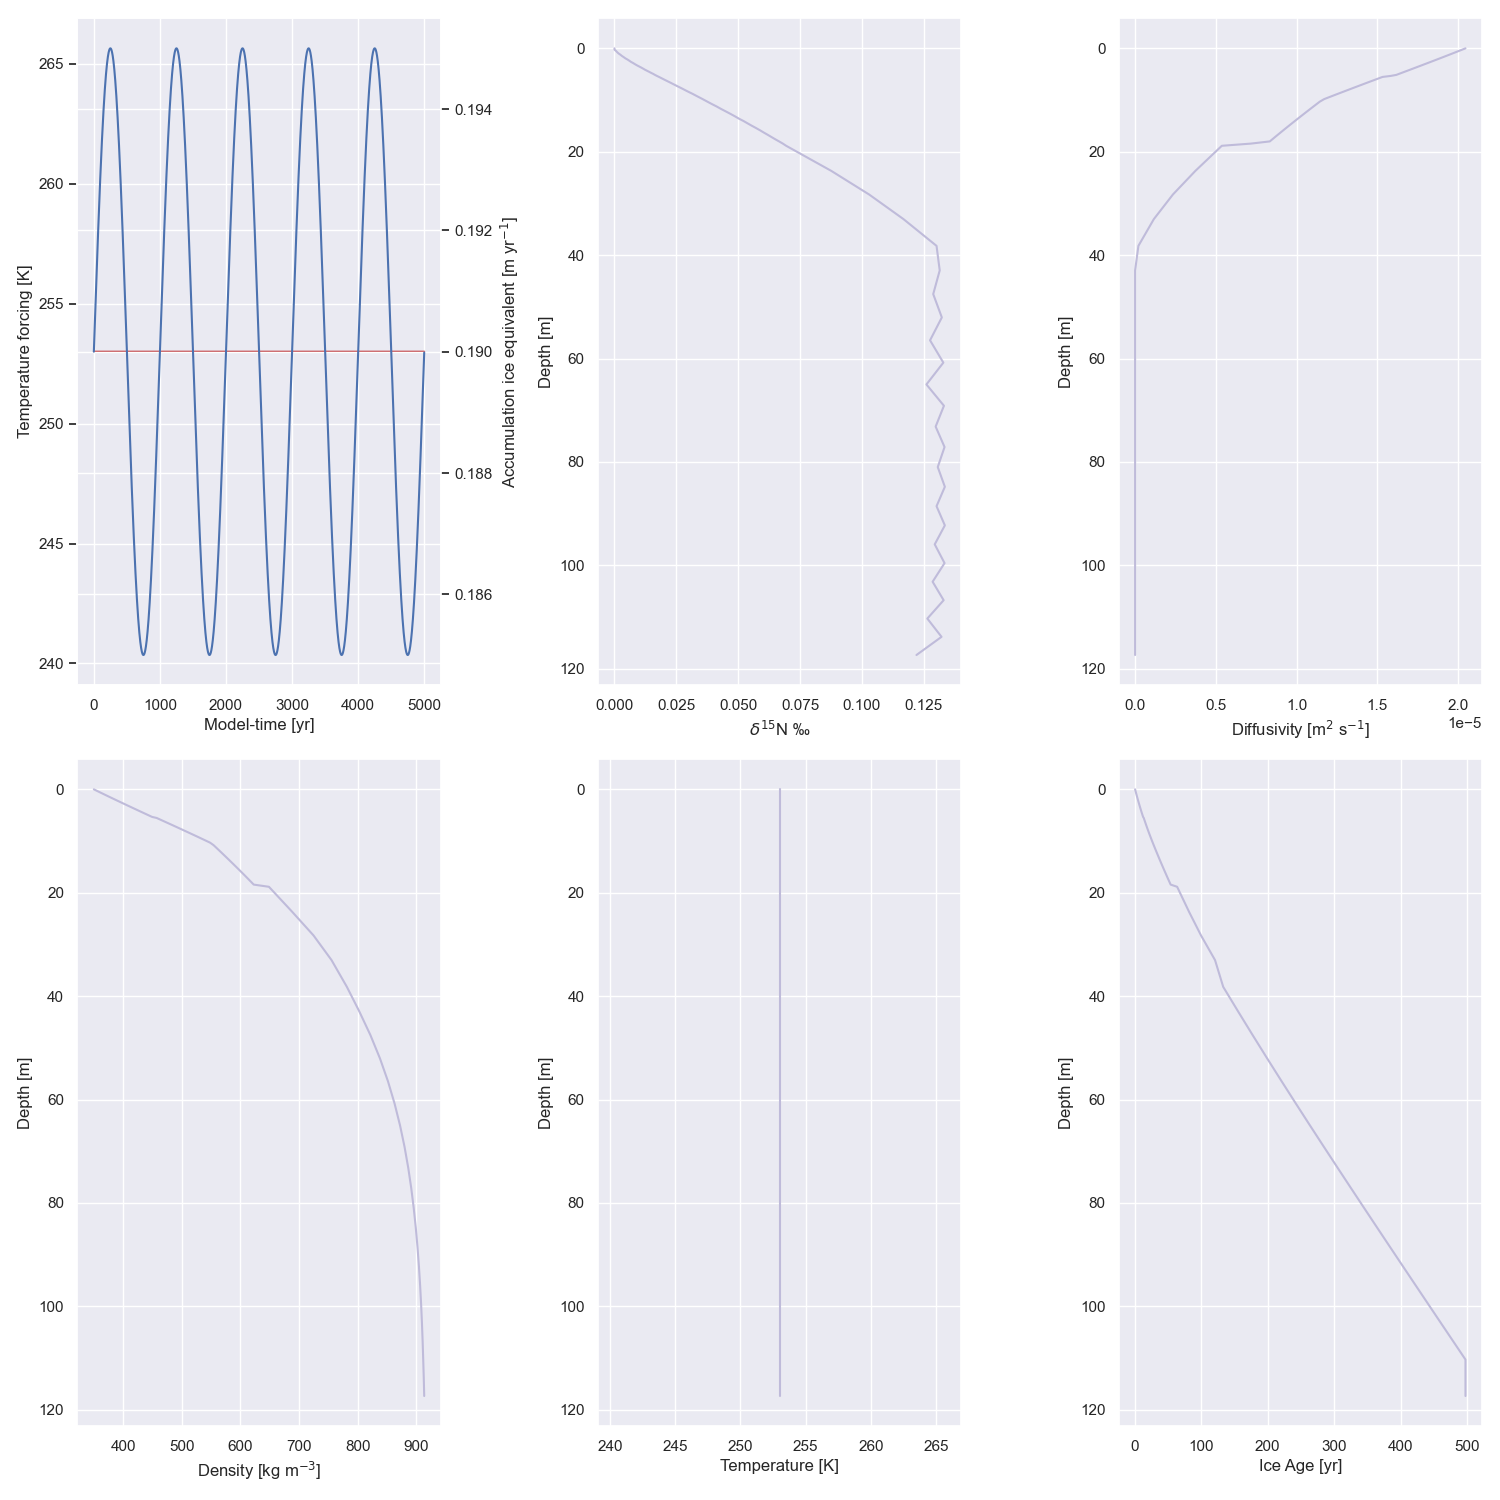 265
260
255
250
245
240
Temperature forcing [K]
0.194
0.192
0.190
0.188
0.186
Accumulation ice equivalent [m yr⁻¹]
0 1000 2000 3000 4000 5000
Model-time [yr]
0
20
40
60
80
100
120
Depth [m]
0.000 0.025 0.050 0.075 0.100 0.125
δ¹⁵N ‰
0
20
40
60
80
100
120
Depth [m]
0.0 0.5 1.0 1.5 2.0
1e−5
Diffusivity [m² s⁻¹]
0
20
40
60
80
100
120
Depth [m]
400 500 600 700 800 900
Density [kg m⁻³]
0
20
40
60
80
100
120
Depth [m]
240 245 250 255 260 265
Temperature [K]
0
20
40
60
80
100
120
Depth [m]
0 100 200 300 400 500
Ice Age [yr]